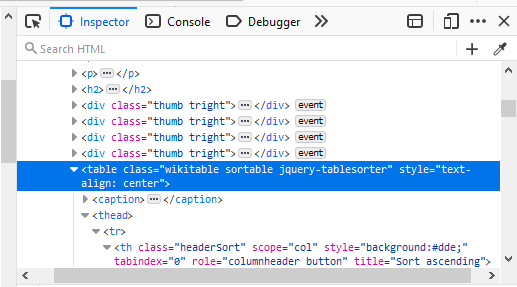 Inspector Console Debugger
Search HTML
<p> </p>
<h2> </h2>
<div class="thumb tright"> </div> event
<div class="thumb tright"> </div> event
<div class="thumb tright"> </div> event
<div class="thumb tright"> </div> event
<table class="wikitable sortable jquery-tablesorter" style="text-
align: center">
<caption> </caption>
<thead>
<tr>
<th class="headerSort" scope="col" style="background:#dde;"
tabindex="0" role="columnheader button" title="Sort ascending">